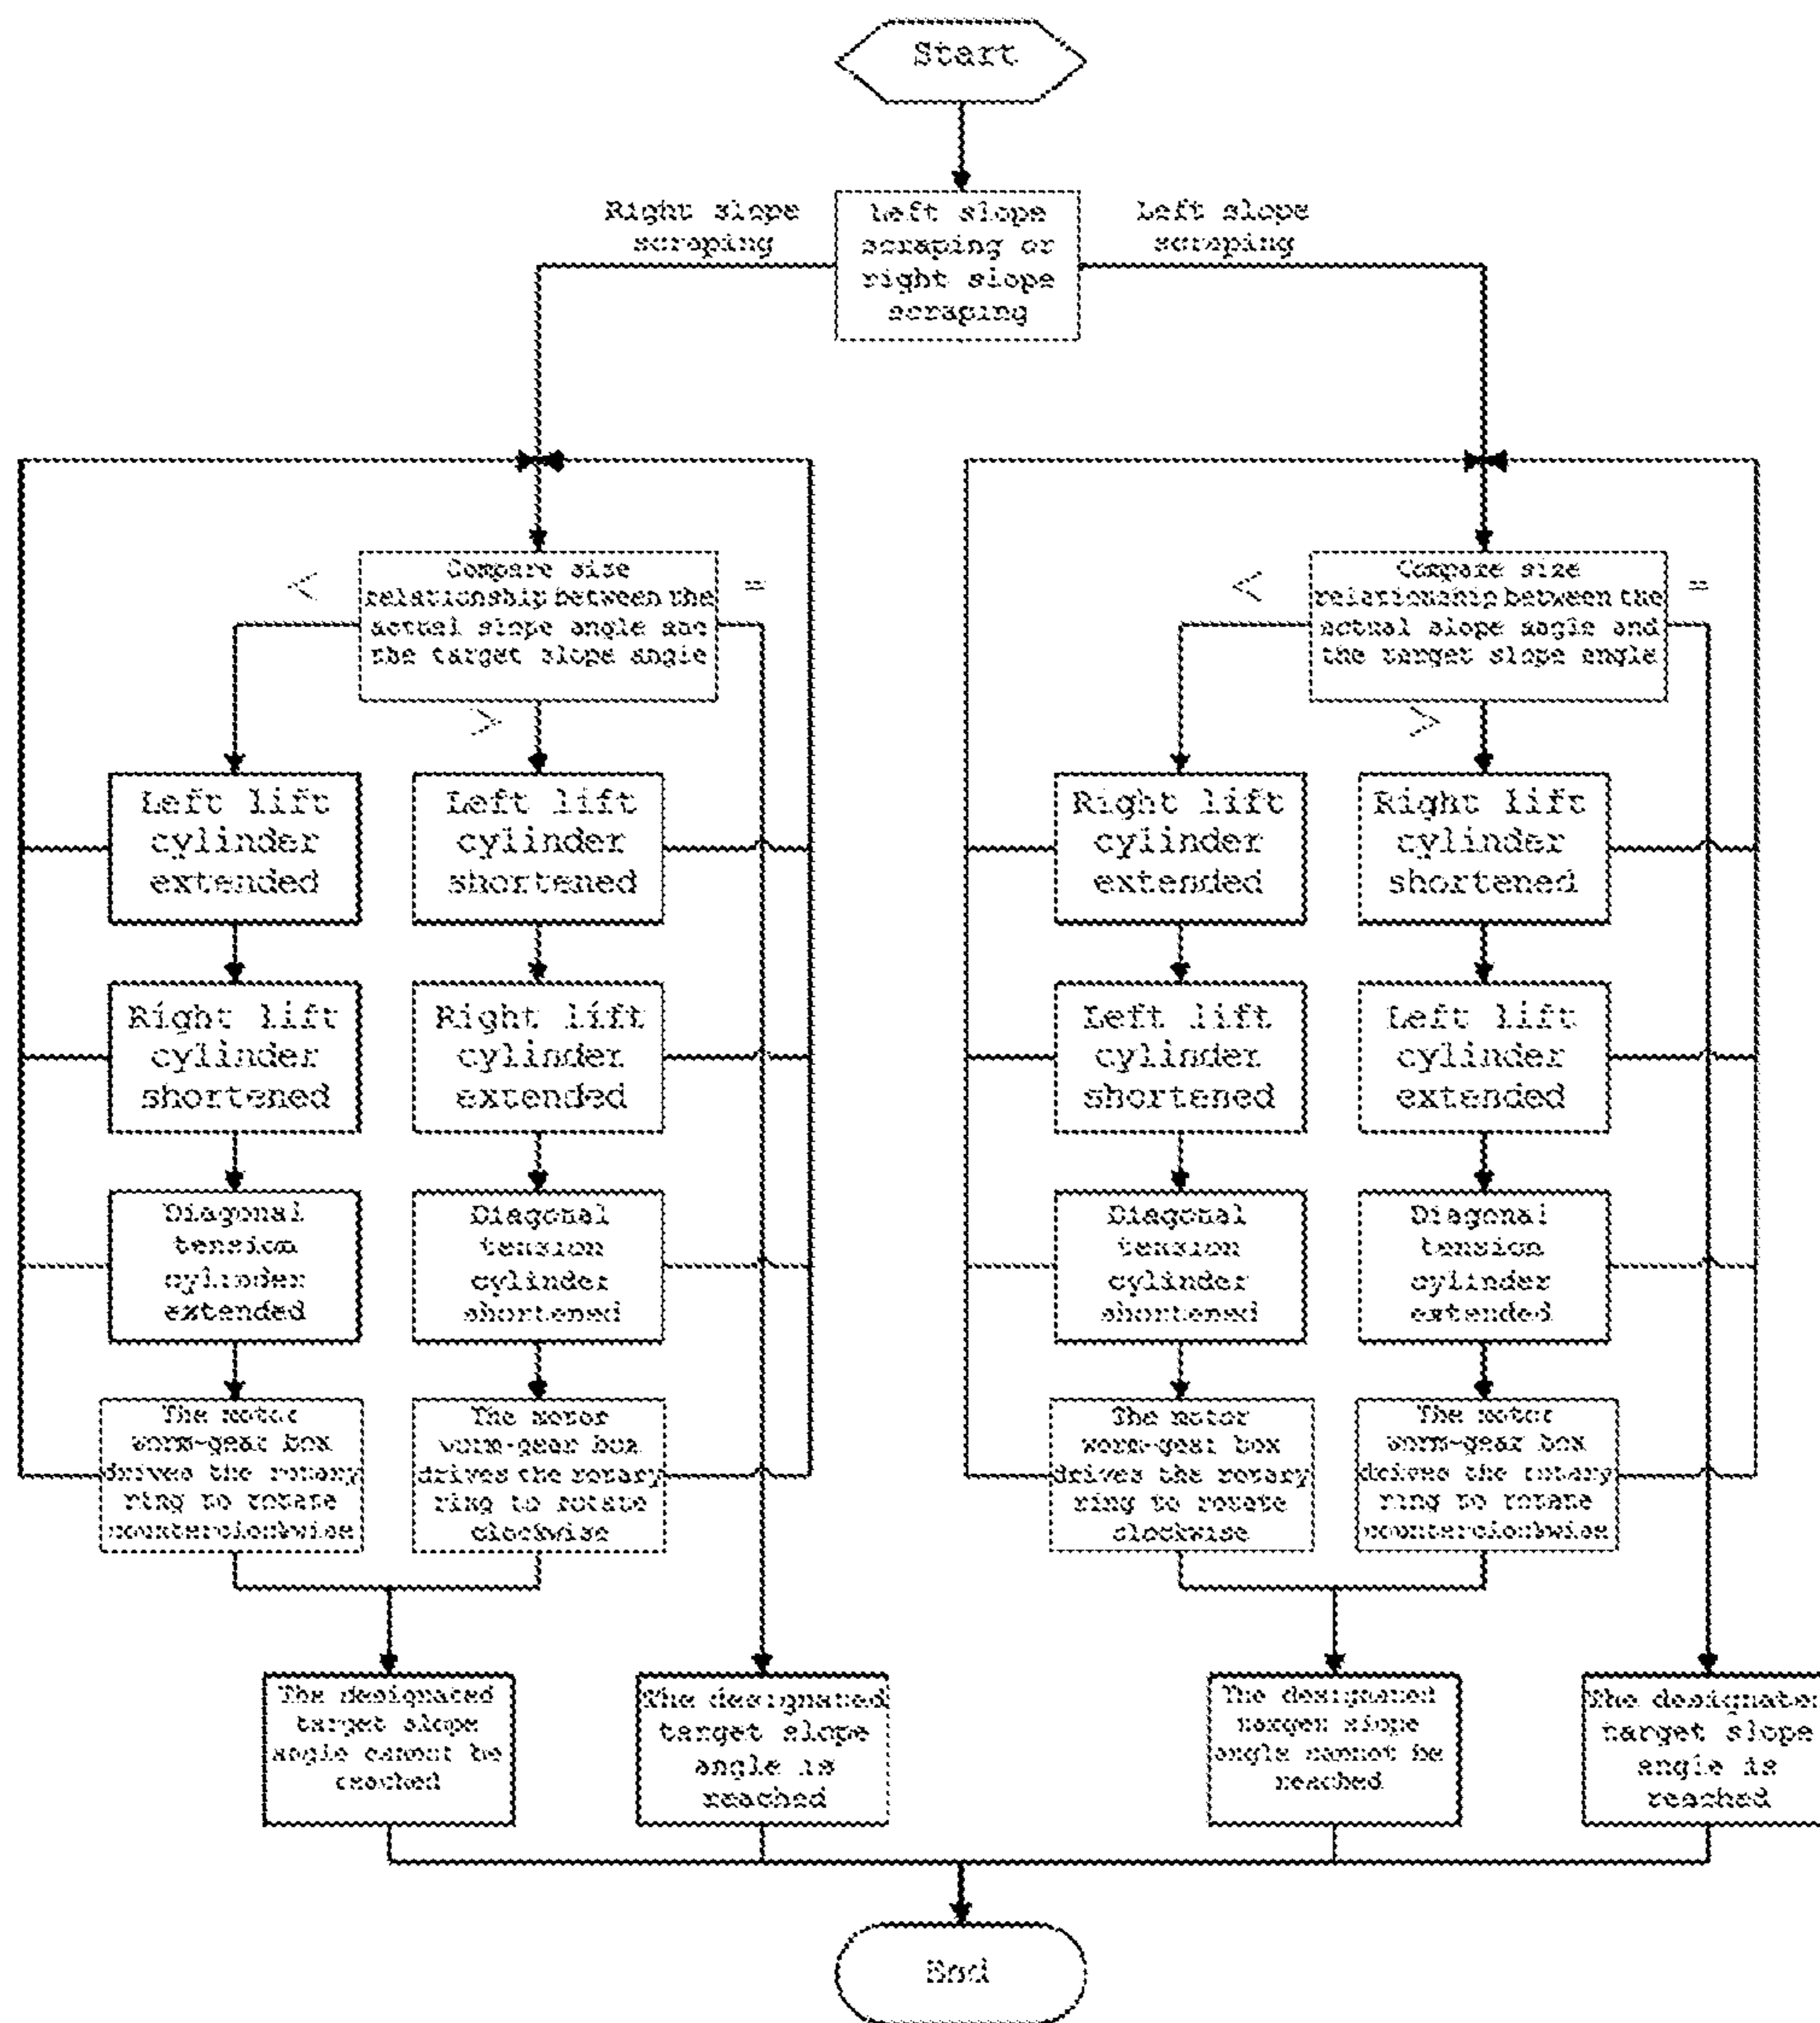 Start
Right slope
scraping
Left slope
scraping or
right slope
scraping
Left slope
scraping
<
Compare size
relationship between the
actual slope angle and
the target slope angle
=
>
<
Compare size
relationship between the
actual slope angle and
the target slope angle
=
>
Left lift
cylinder
extended
Left lift
cylinder
shortened
Right lift
cylinder
extended
Right lift
cylinder
shortened
Right lift
cylinder
shortened
Right lift
cylinder
extended
Left lift
cylinder
shortened
Left lift
cylinder
extended
Diagonal
tension
cylinder
extended
Diagonal
tension
cylinder
shortened
Diagonal
tension
cylinder
shortened
Diagonal
tension
cylinder
extended
The motor
worm-gear box
drives the rotary
ring to rotate
counterclockwise
The motor
worm-gear box
drives the rotary
ring to rotate
clockwise
The motor
worm-gear box
drives the rotary
ring to rotate
clockwise
The motor
worm-gear box
drives the rotary
ring to rotate
counterclockwise
The designated
target slope
angle cannot be
reached
The designated
target slope
angle is
reached
The designated
slope
angle cannot be
reached
The designated
target slope
angle is
reached
End